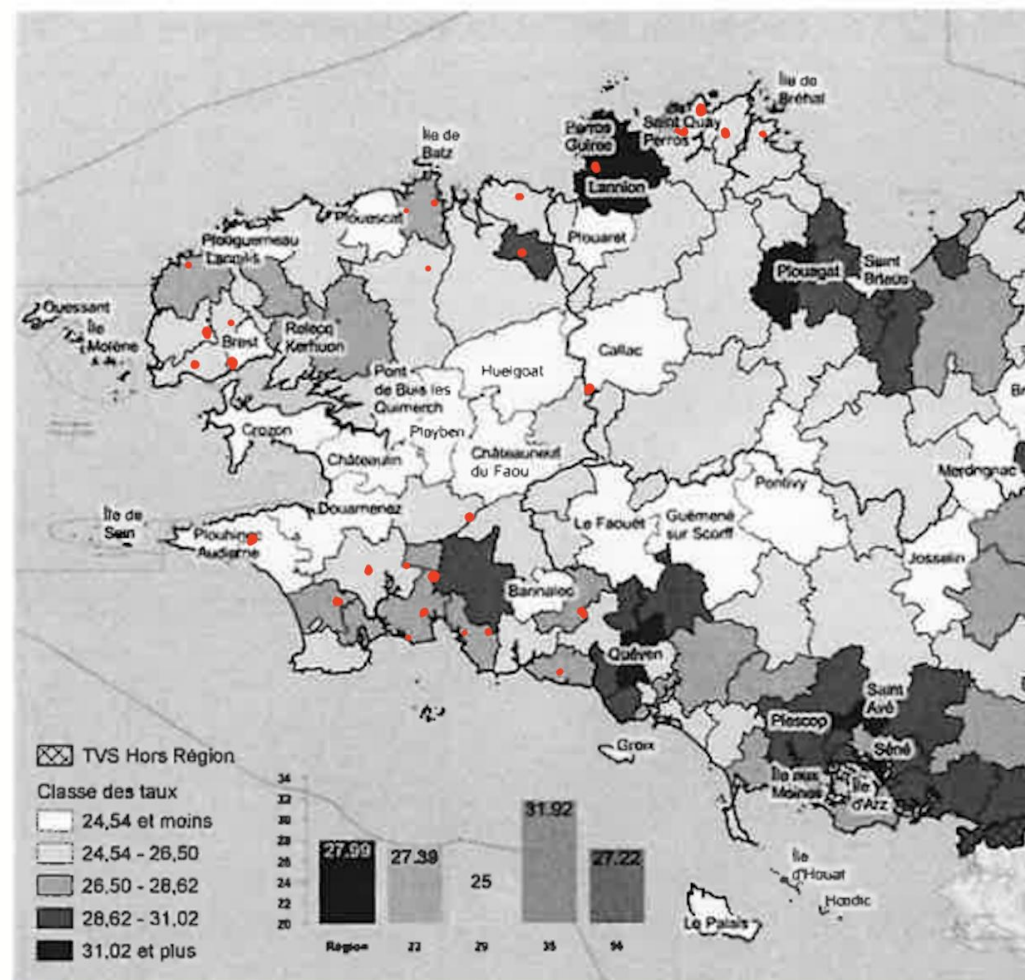 Île de
Bréhat
Perros
Guirec
Saint Quay
Perros
Île de
Batz
Lannion
Plouescat
Plouaret
Plouguerneau
Lannilis
Plouagat
Saint
Brieuc
Ouessant
Île
Molène
Brest
Relecq
Kerhuon
Callac
Huelgoat
Pont
de Buis les
Quimerch
Crozon
Pleyben
Châteaulin
Châteauneuf
du Faou
Merdrignac
Pontivy
Douarnenez
Île de
Sein
Plouhinec
Audierne
Le Faouët
Guémené
sur Scorff
Josselin
Bannalec
Quéven
Saint
Avé
Plescop
Séné
Groix
Île aux
Moines
Île
d'Arz
TVS Hors Région
Classe des taux
24,54 et moins
24,54 - 26,50
26,50 - 28,62
28,62 - 31,02
31,02 et plus
34
32
30
28
26
24
22
20
27.99
27.39
25
31.92
27.22
Région
22
29
35
56
Île
d'Houat
Hœdic
Le Palais